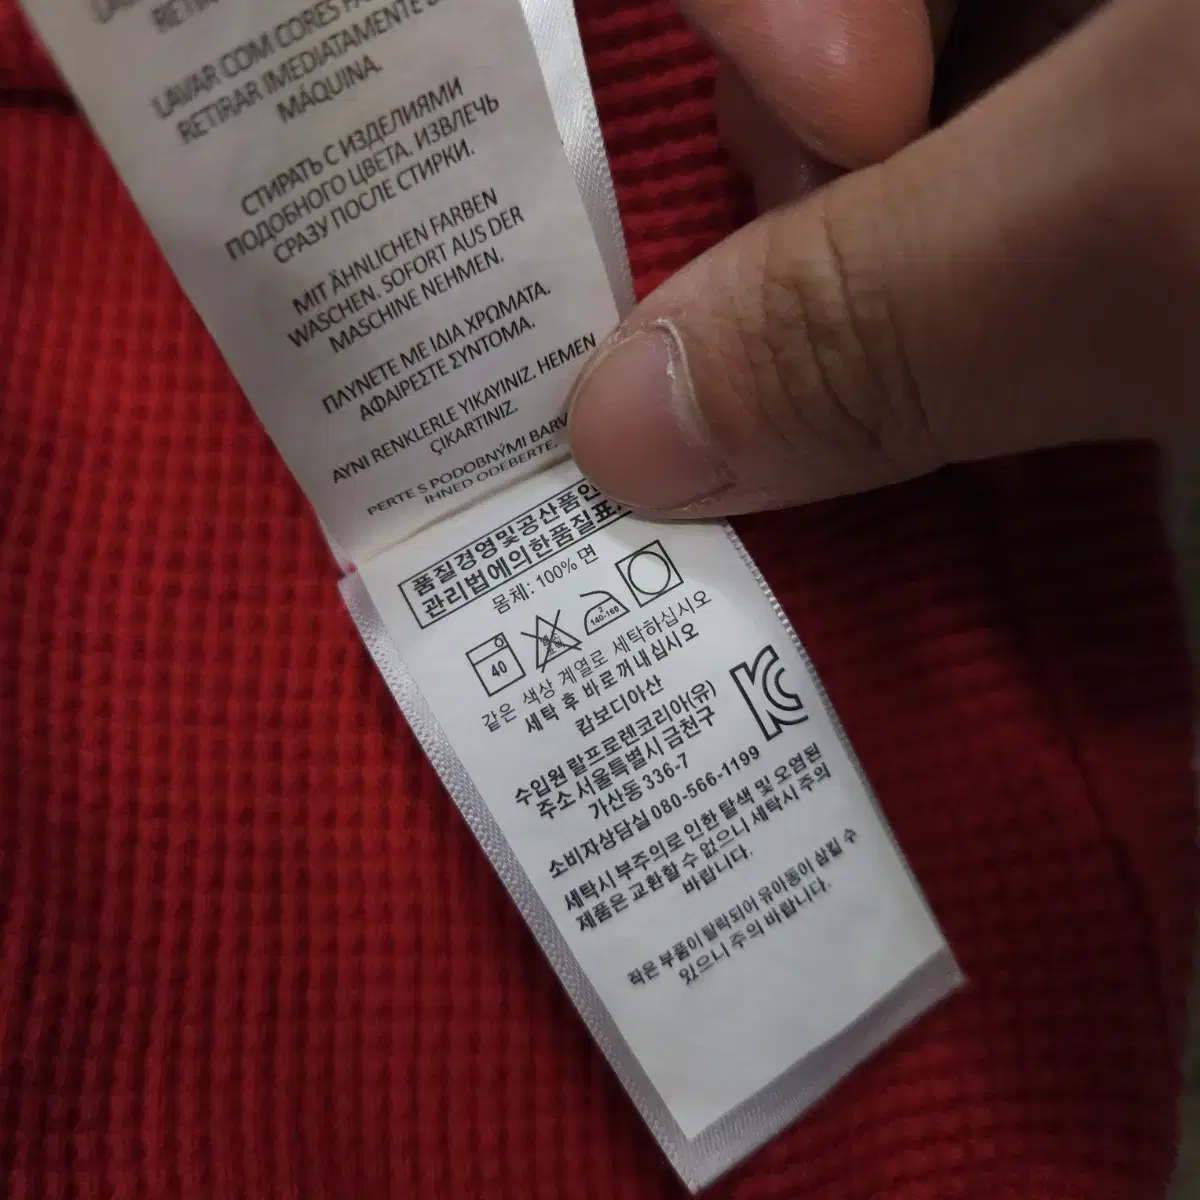 RETIRAR
LAVAR COM CORES
RETIRAR IMEDIATAMENTE
MÁQUINA.
СТИРАТЬ С ИЗДЕЛИЯМИ
ПОДОБНОГО ЦВЕТА. ИЗВЛЕЧЬ
СРАЗУ ПОСЛЕ СТИРКИ.
MIT ÄHNLICHEN FARBEN
WASCHEN. SOFORT AUS DER
MASCHINE NEHMEN.
ΠΛΥΝΕΤΕ ΜΕ ΙΔΙΑ ΧΡΩΜΑΤΑ.
ΑΦΑΙΡΕΣΤΕ ΣΥΝΤΟΜΑ.
AYNI RENKLERLE YIKAYINIZ. HEMEN
ÇIKARTINIZ.
PERTE S PODOBNÝMI BARV
IHNED ODEBERTE.
품질경영및공산품안
관리법에의한품질표
몸체: 100% 면
40
140-160
같은 색상 계열로 세탁하십시오
세탁 후 바로 꺼내십시오
캄보디아산
수입원 랄프로렌코리아(유)
주소 서울특별시 금천구
가산동 336-7
소비자상담실 080-566-1199
세탁시 부주의로 인한 탈색 및 오염된
제품은 교환할 수 없으니 세탁시 주의
바랍니다.
작은 부품이 탈락되어 유아동이 삼킬 수
있으니 주의 바랍니다.